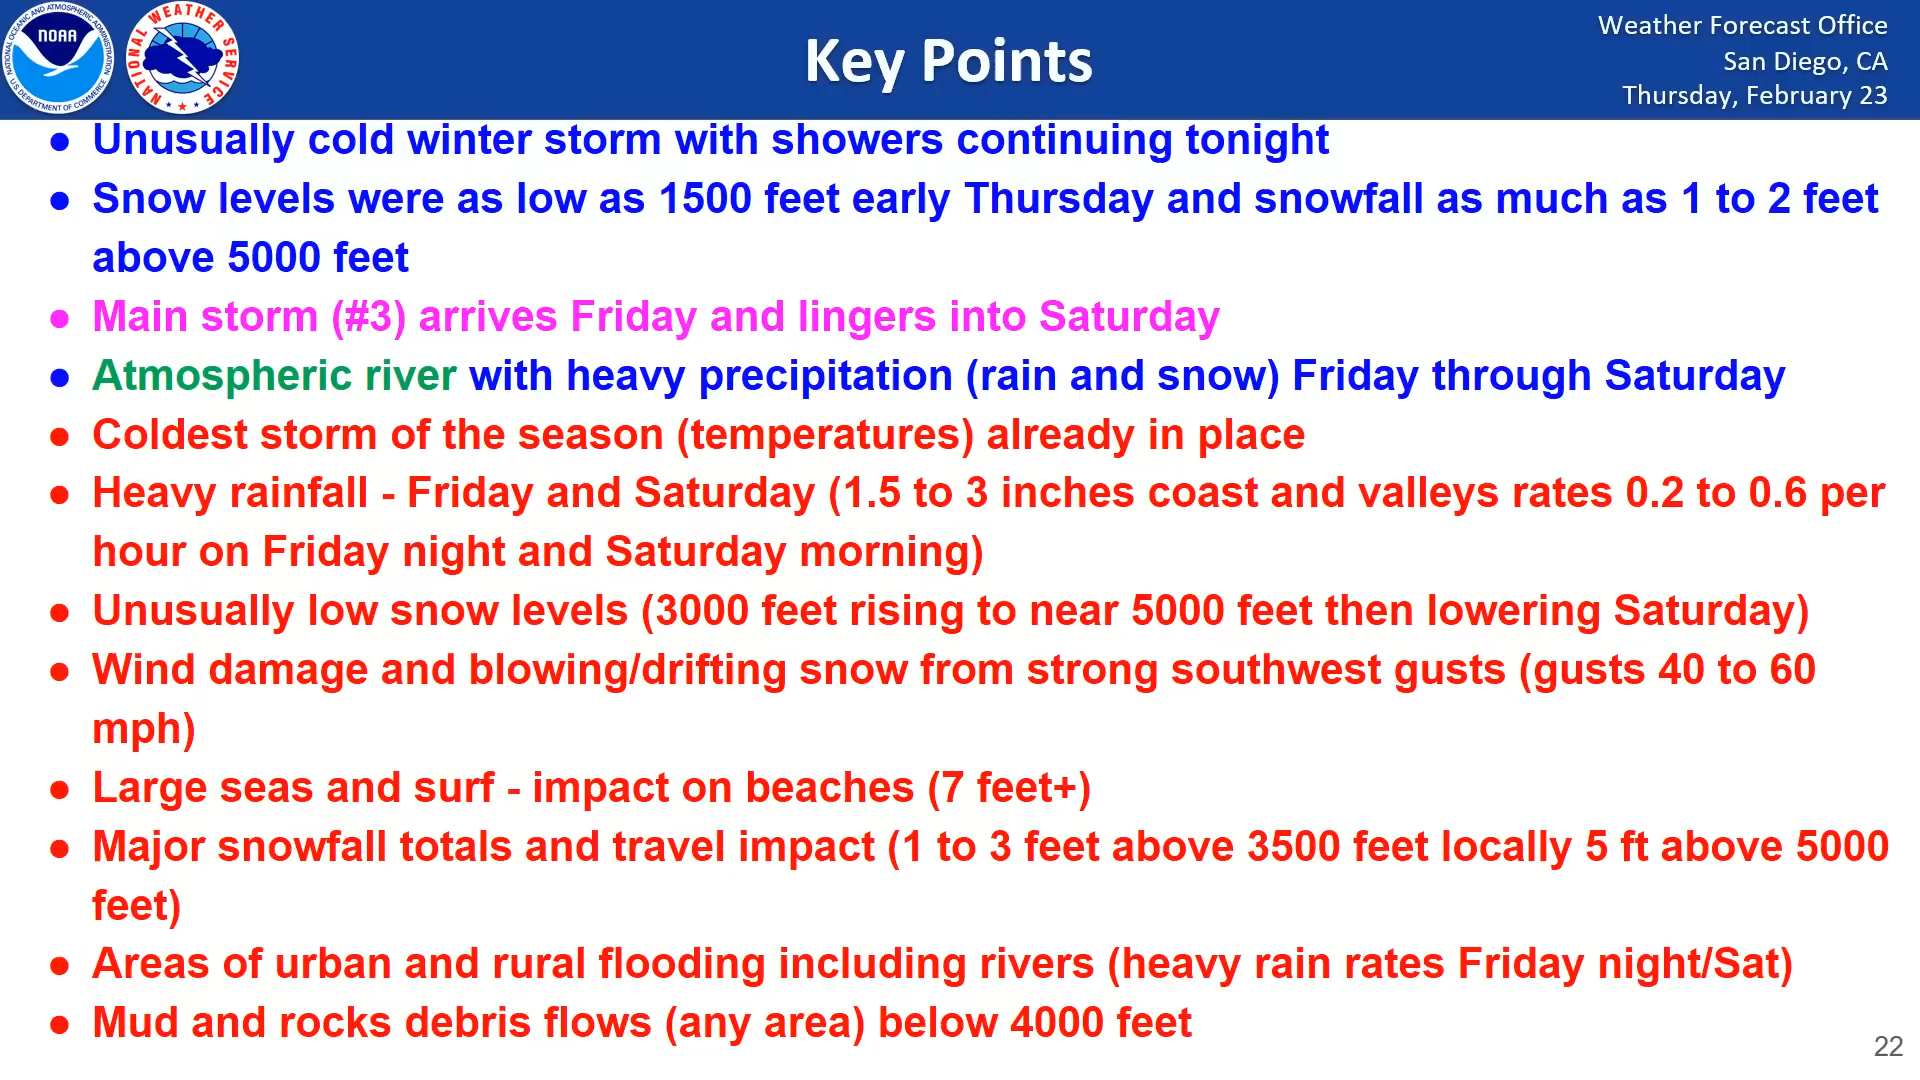 NATIONAL OCEANIC AND ATMOSPHERIC ADMINISTRATION
NOAA
U.S. DEPARTMENT OF COMMERCE
NATIONAL WEATHER SERVICE
Key Points
Weather Forecast Office
San Diego, CA
Thursday, February 23
● Unusually cold winter storm with showers continuing tonight
● Snow levels were as low as 1500 feet early Thursday and snowfall as much as 1 to 2 feet
above 5000 feet
● Main storm (#3) arrives Friday and lingers into Saturday
● Atmospheric river with heavy precipitation (rain and snow) Friday through Saturday
● Coldest storm of the season (temperatures) already in place
● Heavy rainfall - Friday and Saturday (1.5 to 3 inches coast and valleys rates 0.2 to 0.6 per
hour on Friday night and Saturday morning)
● Unusually low snow levels (3000 feet rising to near 5000 feet then lowering Saturday)
● Wind damage and blowing/drifting snow from strong southwest gusts (gusts 40 to 60
mph)
● Large seas and surf - impact on beaches (7 feet+)
● Major snowfall totals and travel impact (1 to 3 feet above 3500 feet locally 5 ft above 5000
feet)
● Areas of urban and rural flooding including rivers (heavy rain rates Friday night/Sat)
● Mud and rocks debris flows (any area) below 4000 feet
22